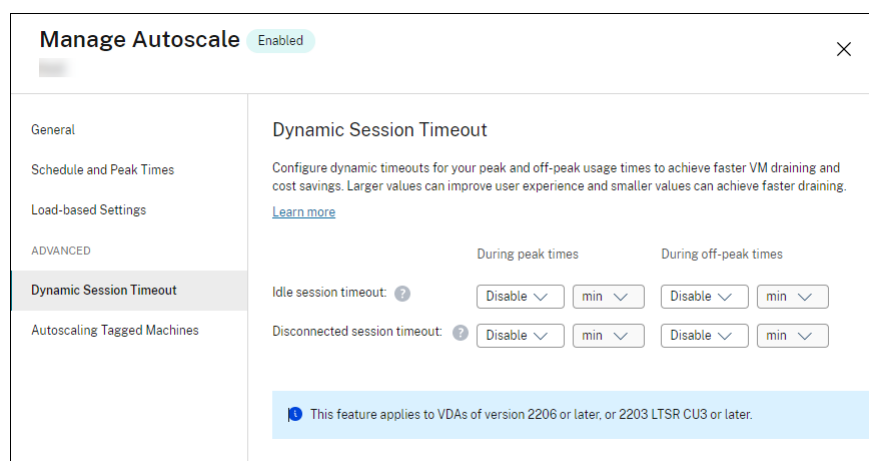 Manage Autoscale Enabled
General
Schedule and Peak Times
Load-based Settings
ADVANCED
Dynamic Session Timeout
Autoscaling Tagged Machines
Dynamic Session Timeout
Configure dynamic timeouts for your peak and off-peak usage times to achieve faster VM draining and
cost savings. Larger values can improve user experience and smaller values can achieve faster draining.
Learn more
During peak times During off-peak times
Idle session timeout: ? Disable min Disable min
Disconnected session timeout: ? Disable min Disable min
This feature applies to VDAs of version 2206 or later, or 2203 LTSR CU3 or later.